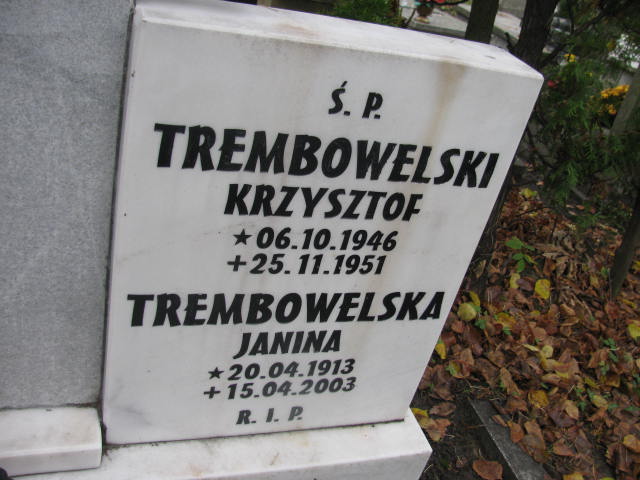 Ś. P.
TREMBOWELSKI
KRZYSZTOF
★06.10.1946
+25.11.1951
TREMBOWELSKA
JANINA
★20.04.1913
+15.04.2003
R. I. P.